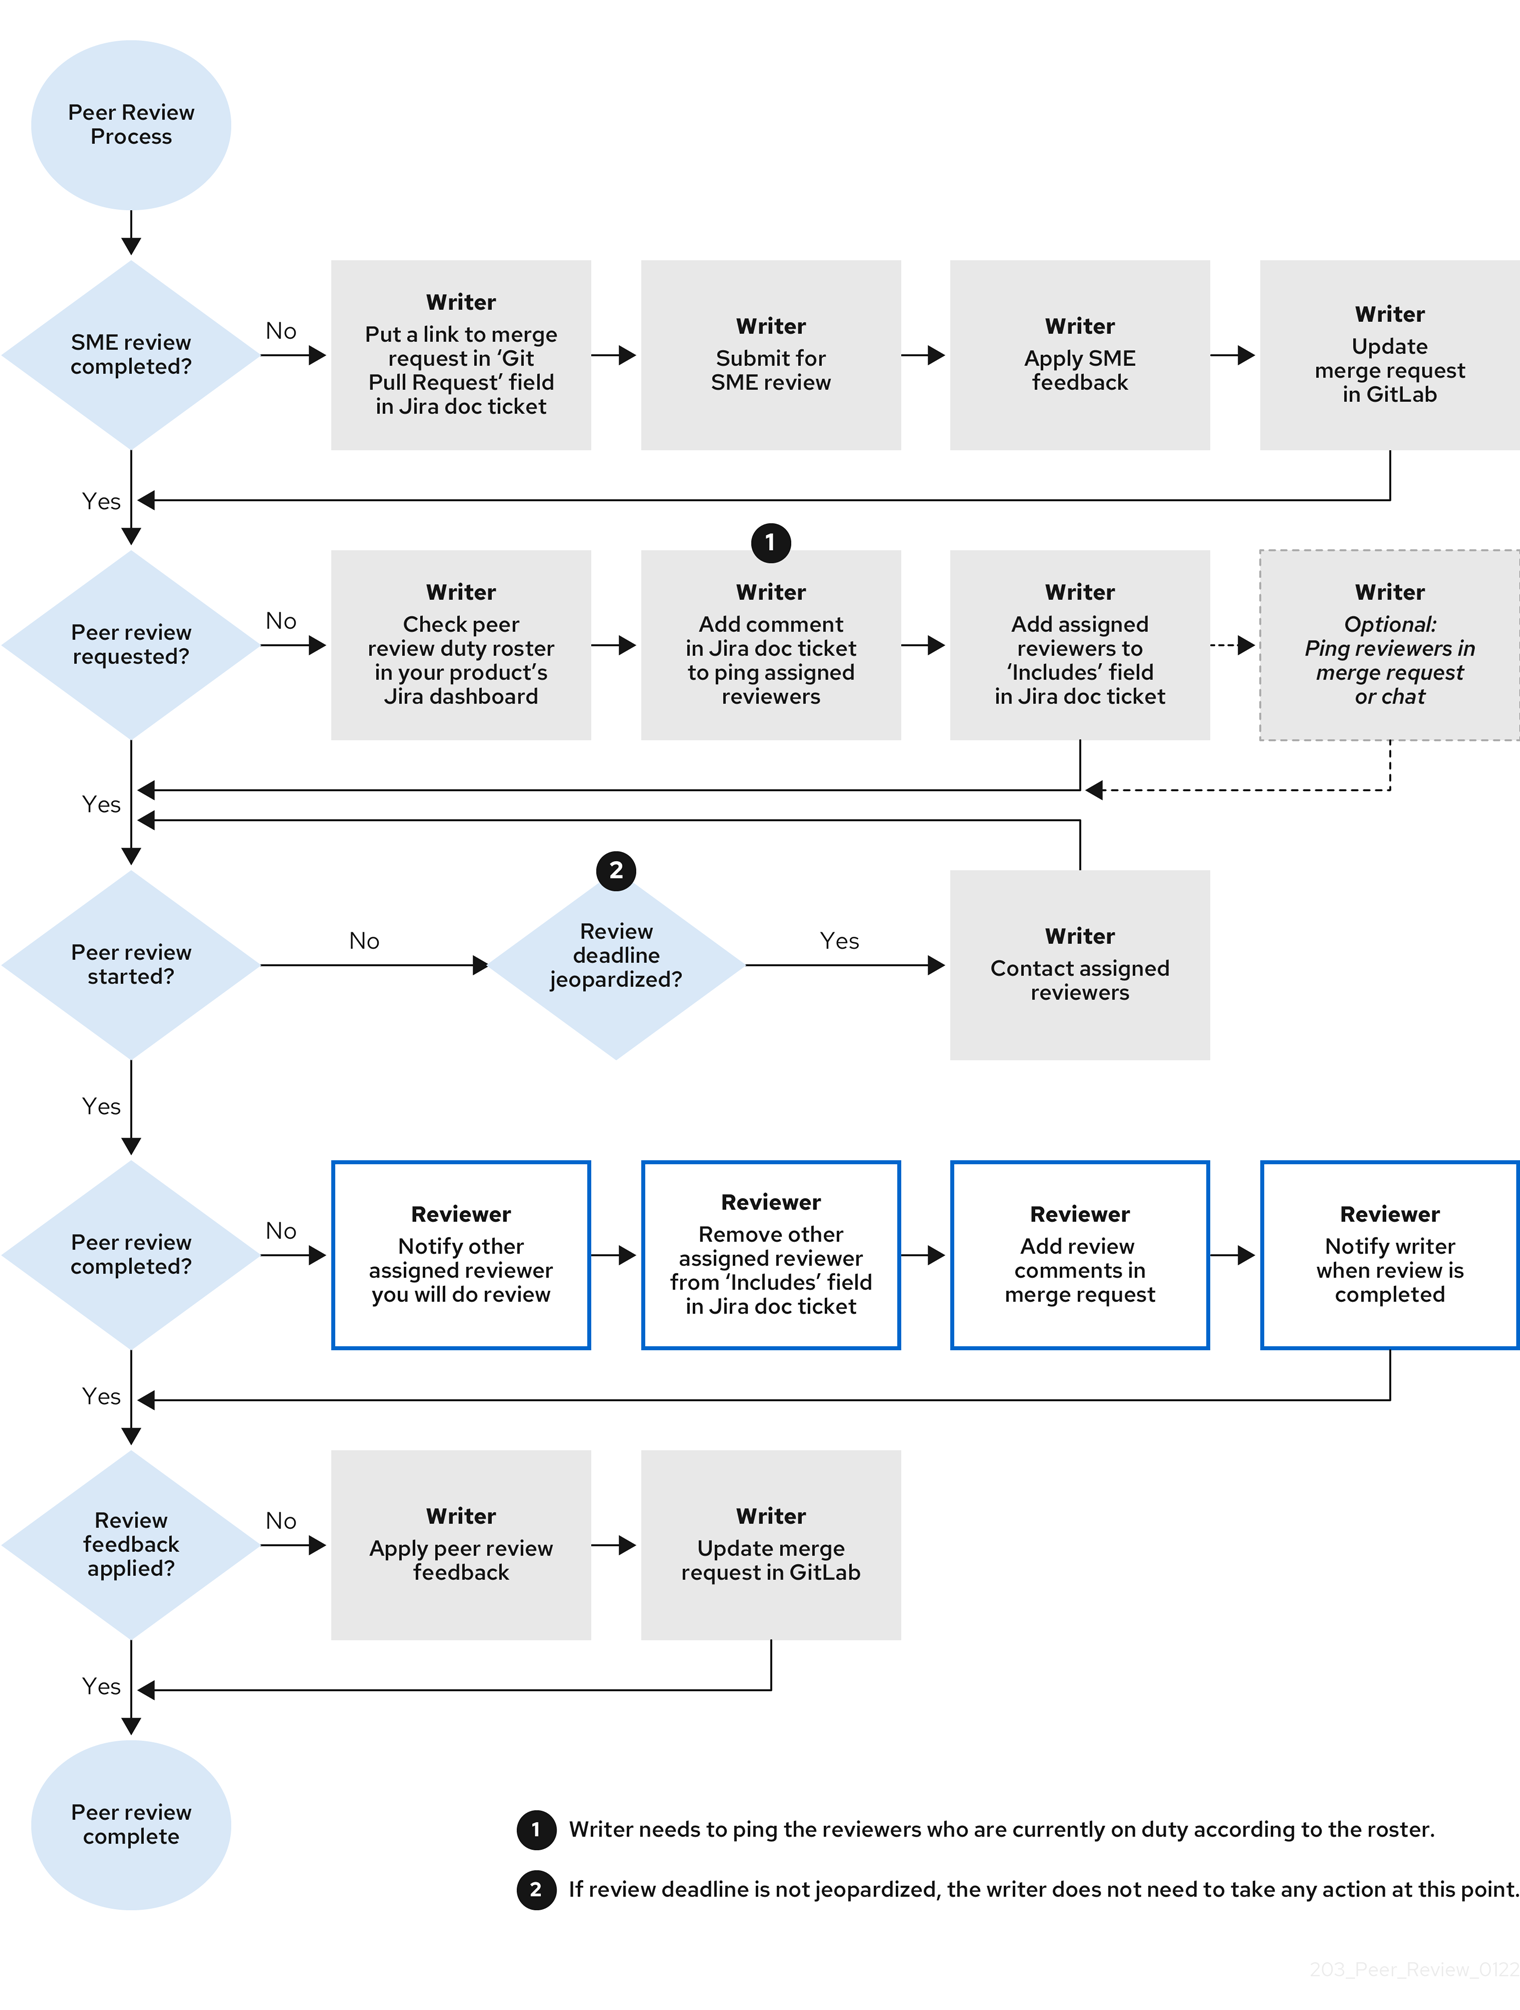 Peer Review
Process
SME review
completed?
No
Writer
Put a link to merge
request in ‘Git
Pull Request’ field
in Jira doc ticket
Writer
Submit for
SME review
Writer
Apply SME
feedback
Writer
Update
merge request
in GitLab
Yes
Peer review
requested?
No
Writer
Check peer
review duty roster
in your product’s
Jira dashboard
1
Writer
Add comment
in Jira doc ticket
to ping assigned
reviewers
Writer
Add assigned
reviewers to
‘Includes’ field
in Jira doc ticket
Writer
Optional:
Ping reviewers in
merge request
or chat
Yes
Peer review
started?
No
2
Review
deadline
jeopardized?
Yes
Writer
Contact assigned
reviewers
Yes
Peer review
completed?
No
Reviewer
Notify other
assigned reviewer
you will do review
Reviewer
Remove other
assigned reviewer
from ‘Includes’ field
in Jira doc ticket
Reviewer
Add review
comments in
merge request
Reviewer
Notify writer
when review is
completed
Yes
Review
feedback
applied?
No
Writer
Apply peer review
feedback
Writer
Update merge
request in GitLab
Yes
Peer review
complete
1 Writer needs to ping the reviewers who are currently on duty according to the roster.
2 If review deadline is not jeopardized, the writer does not need to take any action at this point.
203_Peer_Review_0122